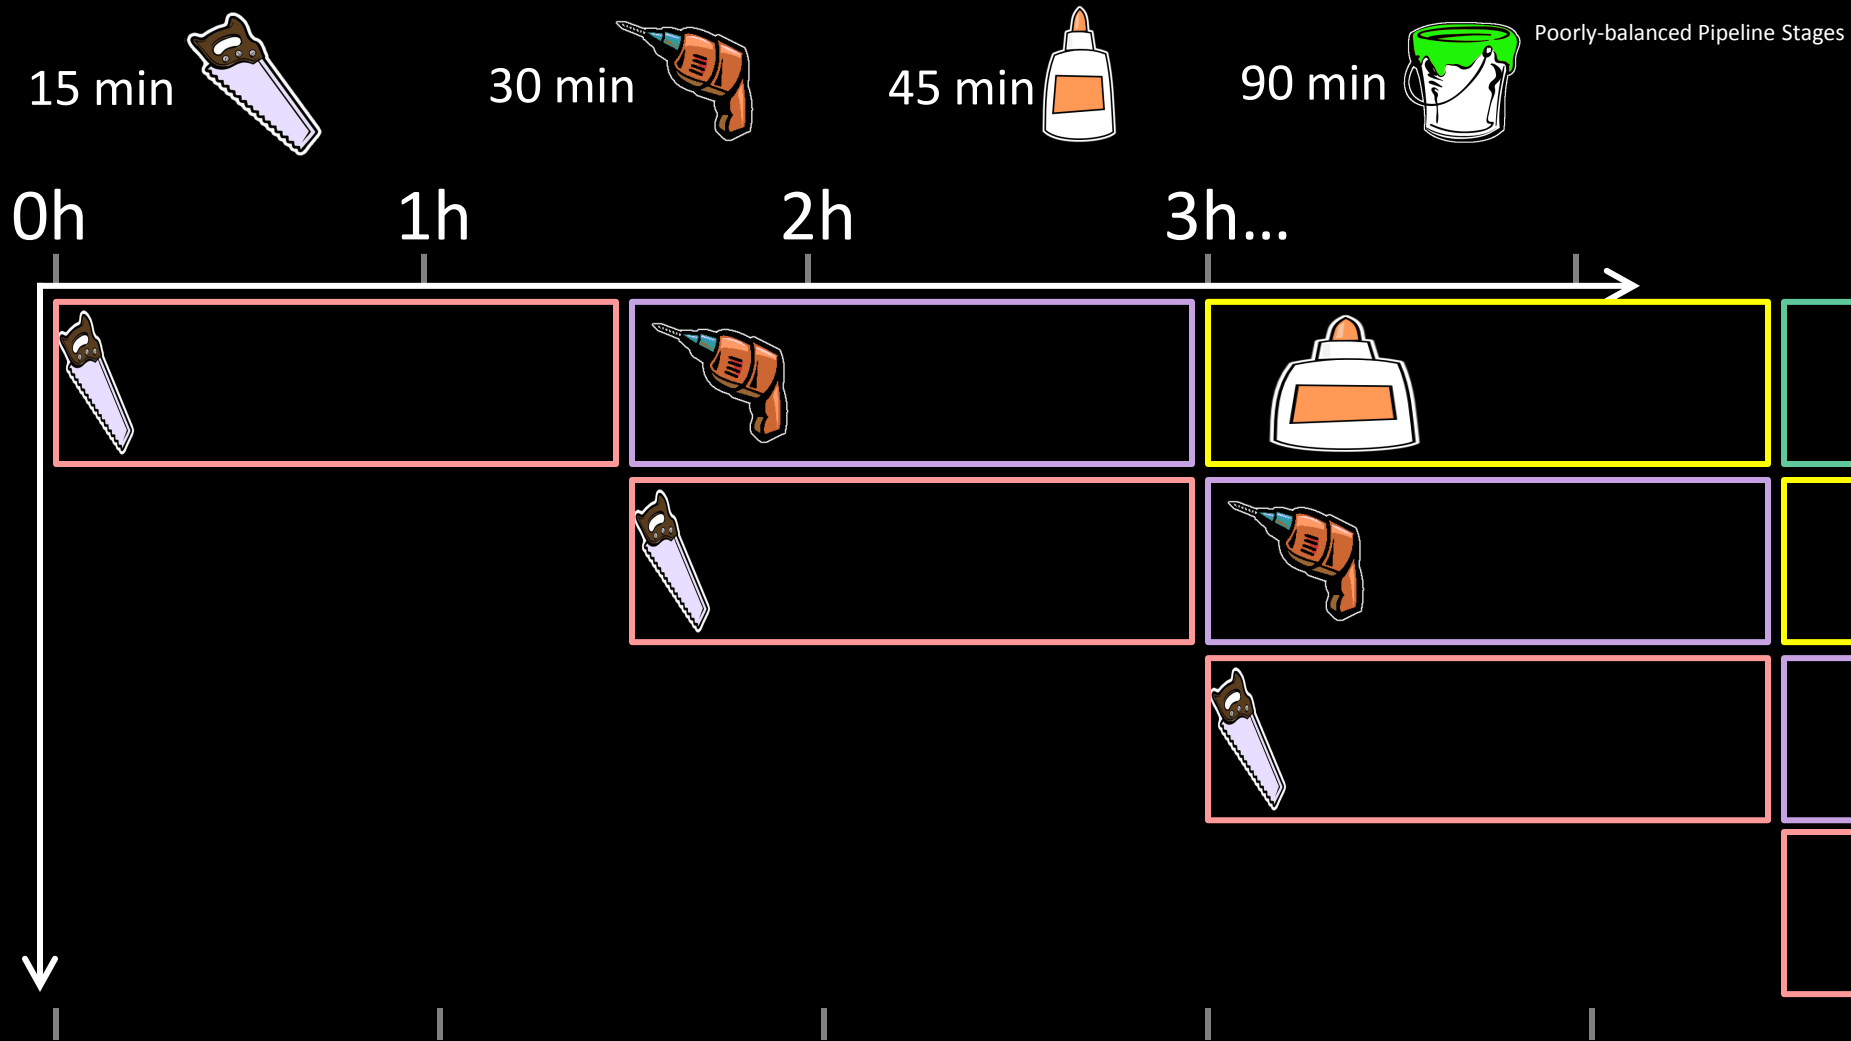 Poorly-balanced Pipeline Stages
15 min
30 min
45 min
90 min
0h
1h
2h
3h...